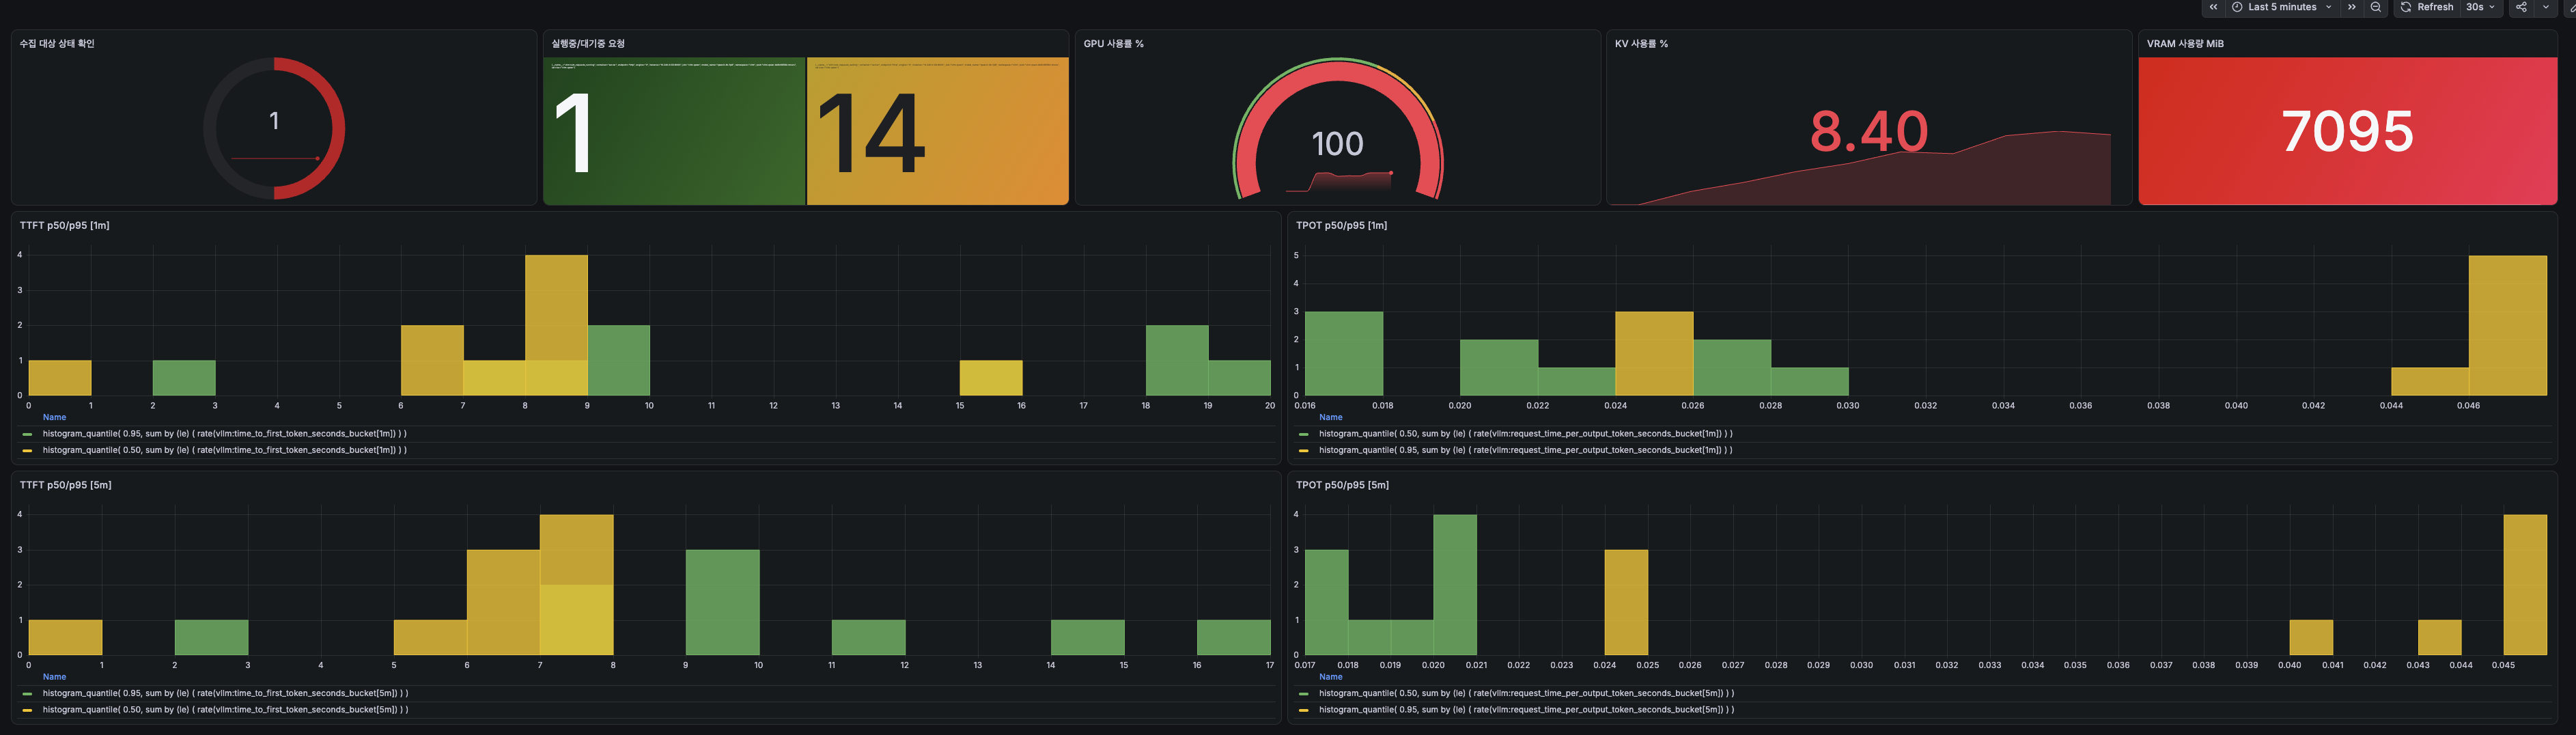 Last 5 minutes
Refresh
30s
수집 대상 상태 확인
1
실행중/대기중 요청
1
14
GPU 사용률 %
100
KV 사용률 %
8.40
VRAM 사용량 MiB
7095
TTFT p50/p95 [1m]
4
3
2
1
0
0 1 2 3 4 5 6 7 8 9 10 11 12 13 14 15 16 17 18 19 20
Name
histogram_quantile( 0.95, sum by (le) ( rate(vllm:time_to_first_token_seconds_bucket[1m]) ) )
histogram_quantile( 0.50, sum by (le) ( rate(vllm:time_to_first_token_seconds_bucket[1m]) ) )
TPOT p50/p95 [1m]
5
4
3
2
1
0
0.016 0.018 0.020 0.022 0.024 0.026 0.028 0.030 0.032 0.034 0.036 0.038 0.040 0.042 0.044 0.046
Name
histogram_quantile( 0.50, sum by (le) ( rate(vllm:request_time_per_output_token_seconds_bucket[1m]) ) )
histogram_quantile( 0.95, sum by (le) ( rate(vllm:request_time_per_output_token_seconds_bucket[1m]) ) )
TTFT p50/p95 [5m]
4
3
2
1
0
0 1 2 3 4 5 6 7 8 9 10 11 12 13 14 15 16 17
Name
histogram_quantile( 0.95, sum by (le) ( rate(vllm:time_to_first_token_seconds_bucket[5m]) ) )
histogram_quantile( 0.50, sum by (le) ( rate(vllm:time_to_first_token_seconds_bucket[5m]) ) )
TPOT p50/p95 [5m]
4
3
2
1
0
0.017 0.018 0.019 0.020 0.021 0.022 0.023 0.024 0.025 0.026 0.027 0.028 0.029 0.030 0.031 0.032 0.033 0.034 0.035 0.036 0.037 0.038 0.039 0.040 0.041 0.042 0.043 0.044 0.045
Name
histogram_quantile( 0.50, sum by (le) ( rate(vllm:request_time_per_output_token_seconds_bucket[5m]) ) )
histogram_quantile( 0.95, sum by (le) ( rate(vllm:request_time_per_output_token_seconds_bucket[5m]) ) )